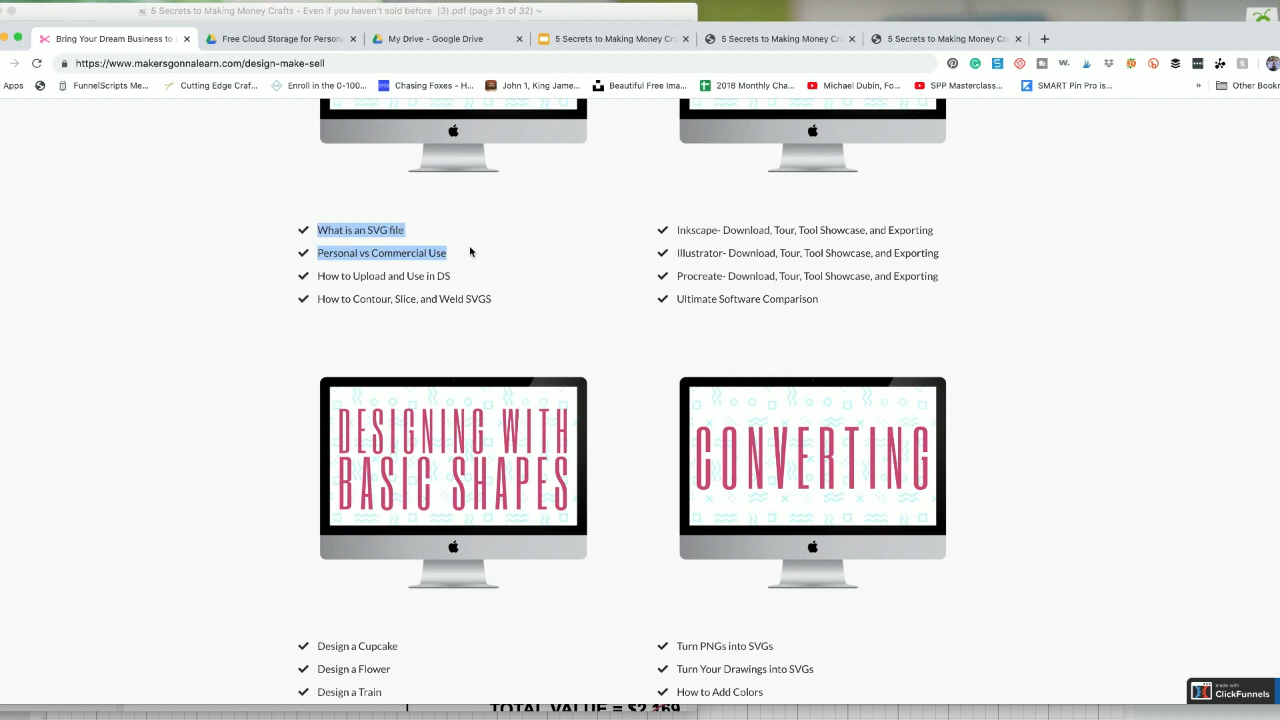 5 Secrets to Making Money Crafts - Even if you haven't sold before (3).pdf (page 31 of 32)
Bring Your Dream Business to L
Free Cloud Storage for Persona
My Drive - Google Drive
5 Secrets to Making Money Cr
5 Secrets to Making Money Cr
5 Secrets to Making Money Cr
https://www.makersgonnalearn.com/design-make-sell
Apps
FunnelScripts Me...
Cutting Edge Craf...
Enroll in the 0-100...
Chasing Foxes - H...
John 1, King Jame...
Beautiful Free Ima...
2018 Monthly Cha...
Michael Dubin, Fo...
SPP Masterclass...
SMART Pin Pro is...
»
Other Bookm
What is an SVG file
Personal vs Commercial Use
How to Upload and Use in DS
How to Contour, Slice, and Weld SVGS
Inkscape- Download, Tour, Tool Showcase, and Exporting
Illustrator- Download, Tour, Tool Showcase, and Exporting
Procreate- Download, Tour, Tool Showcase, and Exporting
Ultimate Software Comparison
DESIGNING WITH
BASIC SHAPES
CONVERTING
Design a Cupcake
Design a Flower
Design a Train
Turn PNGs into SVGs
Turn Your Drawings into SVGs
How to Add Colors
made with
ClickFunnels
TOTAL VALUE = $2,169